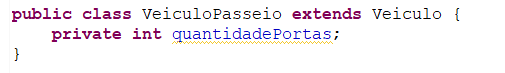 public class VeiculoPasseio extends Veiculo {
    private int quantidadePortas;
}